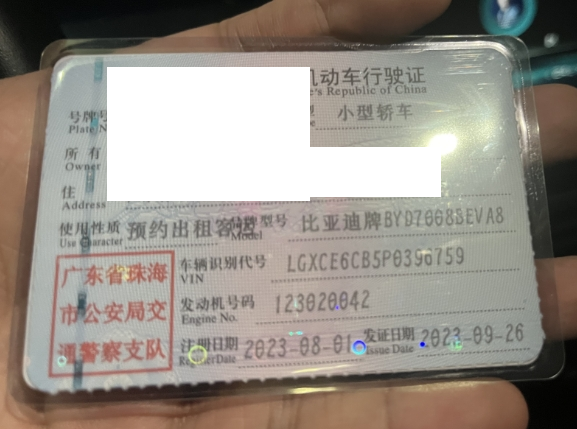 机动车行驶证
e's Republic of China
号牌号
Plate N
型 小型轿车
所有
Owner
住
Address
使用性质 预约出租客运
Use Character
品牌型号 比亚迪牌BYD7008BEVA8
Model
车辆识别代号 LGXCE6CB5P0396759
VIN
发动机号码 123020042
Engine No.
注册日期 2023-08-01
Register Date
发证日期 2023-09-26
Issue Date
广东省珠海
市公安局交
通警察支队